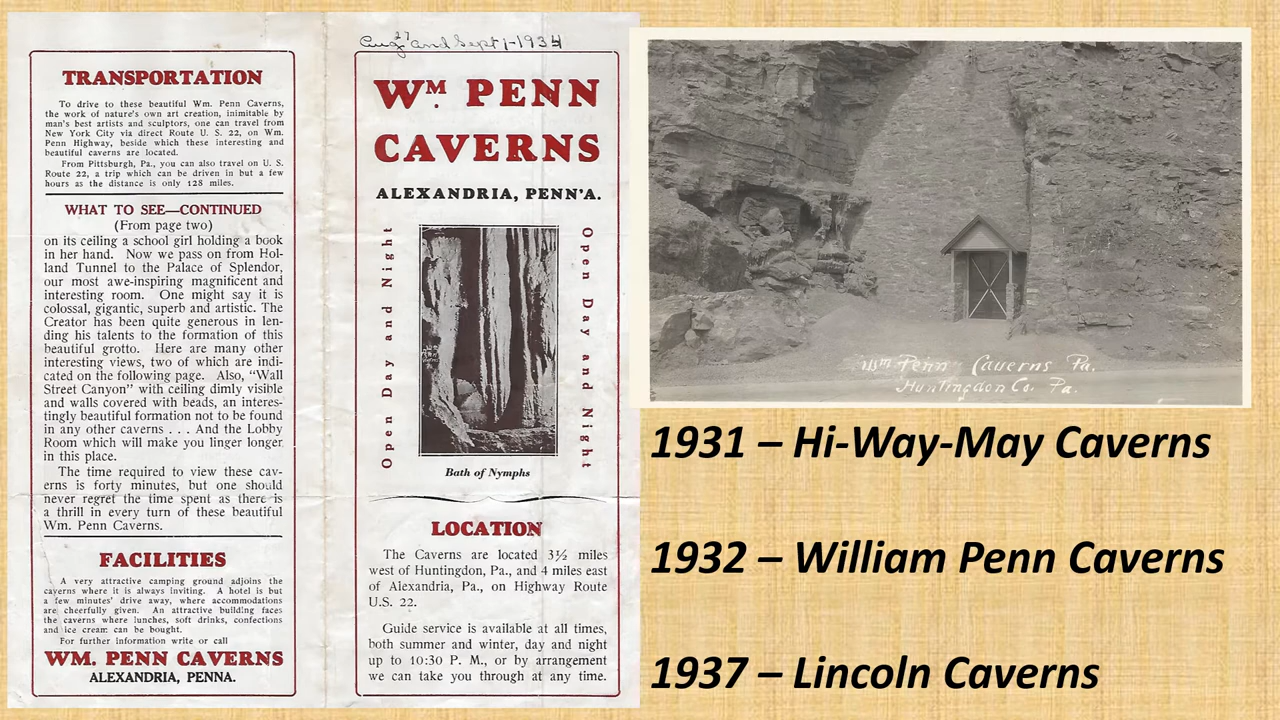 TRANSPORTATION
To drive to these beautiful Wm. Penn Caverns,
the work of nature's own art creation, inimitable by
man's best artists and sculptors, one can travel from
New York City via direct Route U. S. 22, on Wm.
Penn Highway, beside which these interesting and
beautiful caverns are located.
From Pittsburgh, Pa., you can also travel on U. S.
Route 22, a trip which can be driven in but a few
hours as the distance is only 128 miles.
WHAT TO SEE—CONTINUED
(From page two)
on its ceiling a school girl holding a book
in her hand. Now we pass on from Hol-
land Tunnel to the Palace of Splendor,
our most awe-inspiring magnificent and
interesting room. One might say it is
colossal, gigantic, superb and artistic. The
Creator has been quite generous in len-
ding his talents to the formation of this
beautiful grotto. Here are many other
interesting views, two of which are indi-
cated on the following page. Also, "Wall
Street Canyon" with ceiling dimly visible
and walls covered with beads, an interes-
tingly beautiful formation not to be found
in any other caverns . . . And the Lobby
Room which will make you linger longer
in this place.
The time required to view these cav-
erns is forty minutes, but one should
never regret the time spent as there is
a thrill in every turn of these beautiful
Wm. Penn Caverns.
FACILITIES
A very attractive camping ground adjoins the
caverns where it is always inviting. A hotel is but
a few minutes' drive away, where accommodations
are cheerfully given. An attractive building faces
the caverns where lunches, soft drinks, confections
and ice cream can be bought.
For further information write or call
WM. PENN CAVERNS
ALEXANDRIA, PENNA.
Aug 27 and Sept 1-1934
WM. PENN
CAVERNS
ALEXANDRIA, PENN'A.
Open Day and Night
Open Day and Night
Bath of Nymphs
LOCATION
The Caverns are located 3½ miles
west of Huntingdon, Pa., and 4 miles east
of Alexandria, Pa., on Highway Route
U.S. 22.
Guide service is available at all times,
both summer and winter, day and night
up to 10:30 P. M., or by arrangement
we can take you through at any time.
Wm Penn Caverns Pa.
Huntingdon Co. Pa.
1931 – Hi-Way-May Caverns
1932 – William Penn Caverns
1937 – Lincoln Caverns